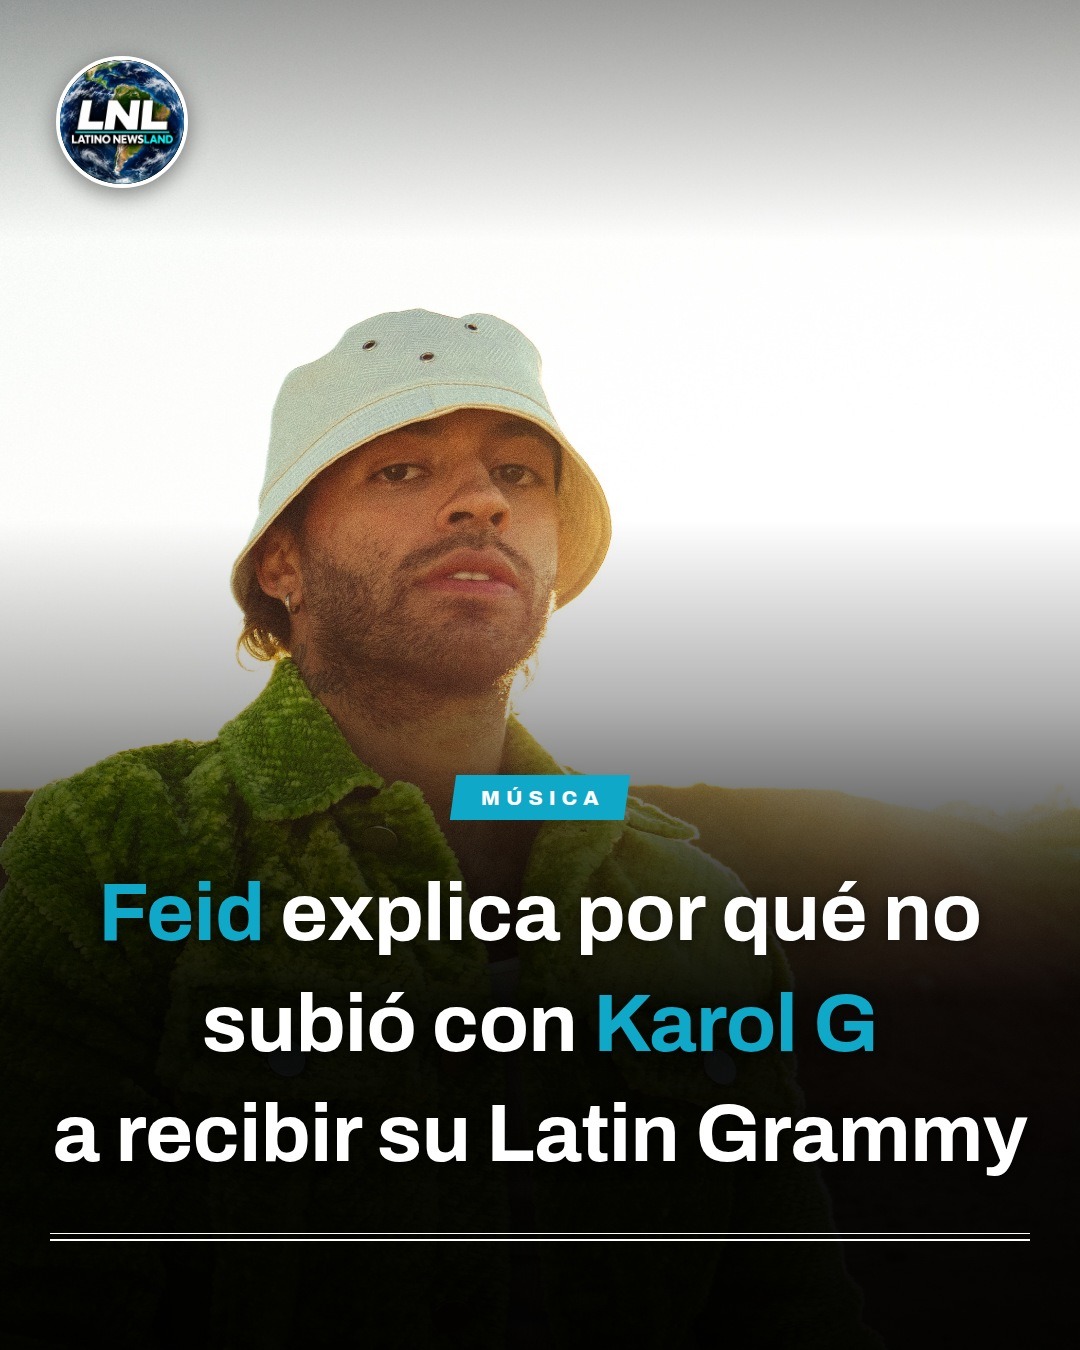 LNL
LATINO NEWSLAND
MÚSICA
Feid explica por qué no
subió con Karol G
a recibir su Latin Grammy